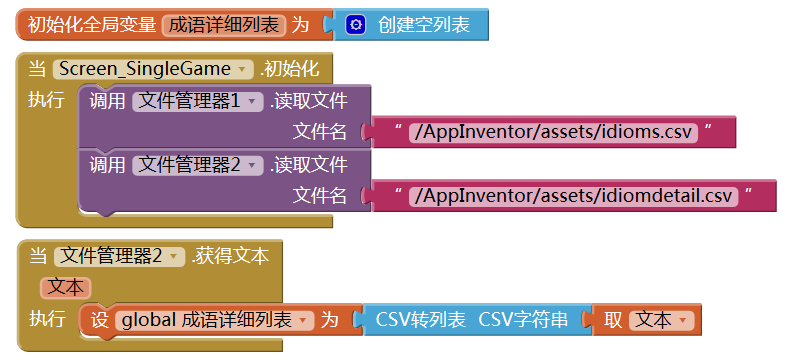 初始化全局变量 成语详细列表 为 创建空列表
当 Screen_SingleGame .初始化
执行 调用 文件管理器1 .读取文件
文件名 “ /AppInventor/assets/idioms.csv ”
调用 文件管理器2 .读取文件
文件名 “ /AppInventor/assets/idiomdetail.csv ”
当 文件管理器2 .获得文本
文本
执行 设 global 成语详细列表 为 CSV转列表 CSV字符串 取 文本